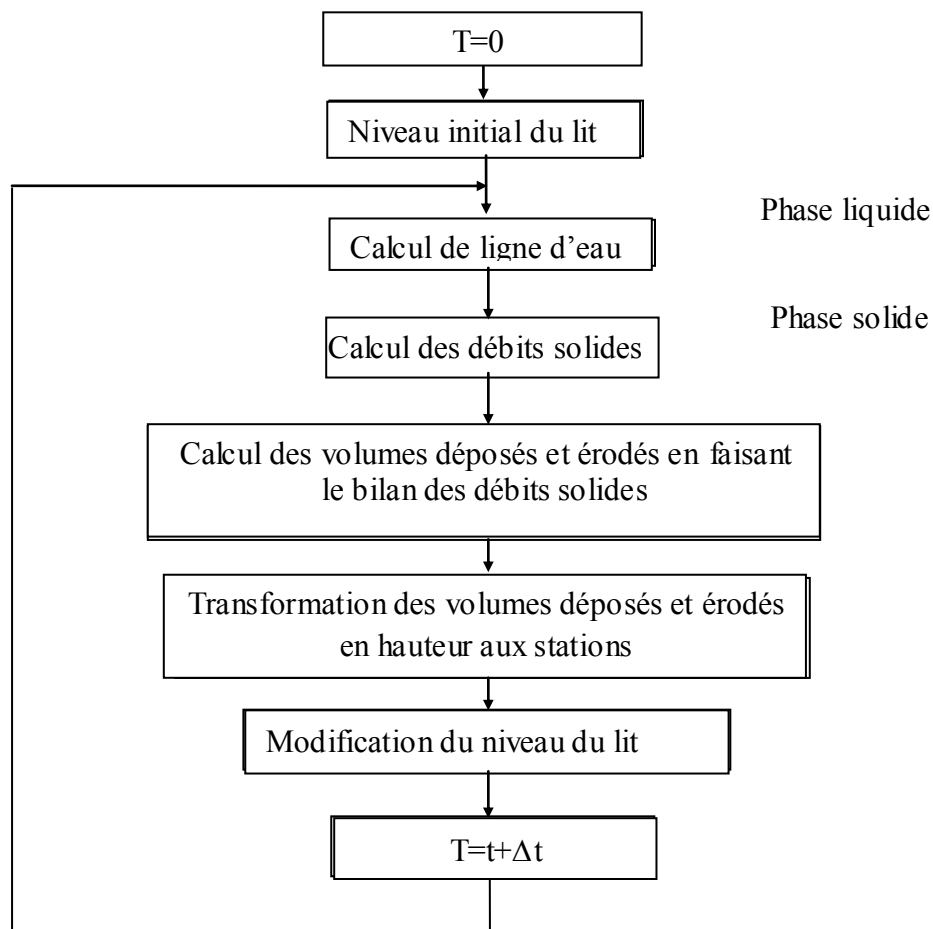 T=0
Niveau initial du lit
Phase liquide
Calcul de ligne d'eau
Phase solide
Calcul des débits solides
Calcul des volumes déposés et érodés en faisant
le bilan des débits solides
Transformation des volumes déposés et érodés
en hauteur aux stations
Modification du niveau du lit
T=t+Δt